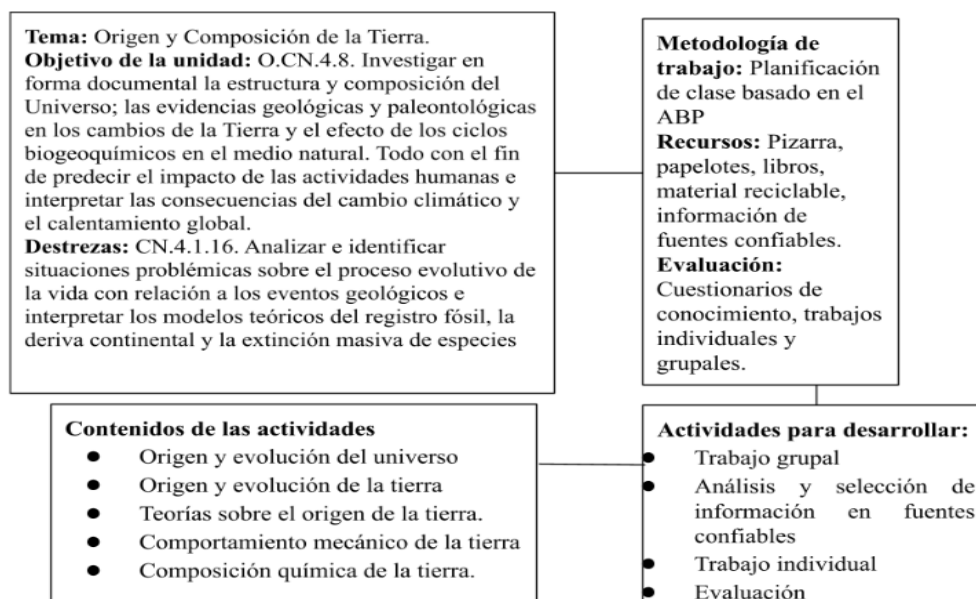 Tema: Origen y Composición de la Tierra.
Objetivo de la unidad: O.CN.4.8. Investigar en
forma documental la estructura y composición del
Universo; las evidencias geológicas y paleontológicas
en los cambios de la Tierra y el efecto de los ciclos
biogeoquímicos en el medio natural. Todo con el fin
de predecir el impacto de las actividades humanas e
interpretar las consecuencias del cambio climático y
el calentamiento global.
Destrezas: CN.4.1.16. Analizar e identificar
situaciones problémicas sobre el proceso evolutivo de
la vida con relación a los eventos geológicos e
interpretar los modelos teóricos del registro fósil, la
deriva continental y la extinción masiva de especies
Metodología de
trabajo: Planificación
de clase basado en el
ABP
Recursos: Pizarra,
papelotes, libros,
material reciclable,
información de
fuentes confiables.
Evaluación:
Cuestionarios de
conocimiento, trabajos
individuales y
grupales.
Contenidos de las actividades
● Origen y evolución del universo
● Origen y evolución de la tierra
● Teorías sobre el origen de la tierra.
● Comportamiento mecánico de la tierra
● Composición química de la tierra.
Actividades para desarrollar:
● Trabajo grupal
● Análisis y selección de
información en fuentes
confiables
● Trabajo individual
● Evaluación